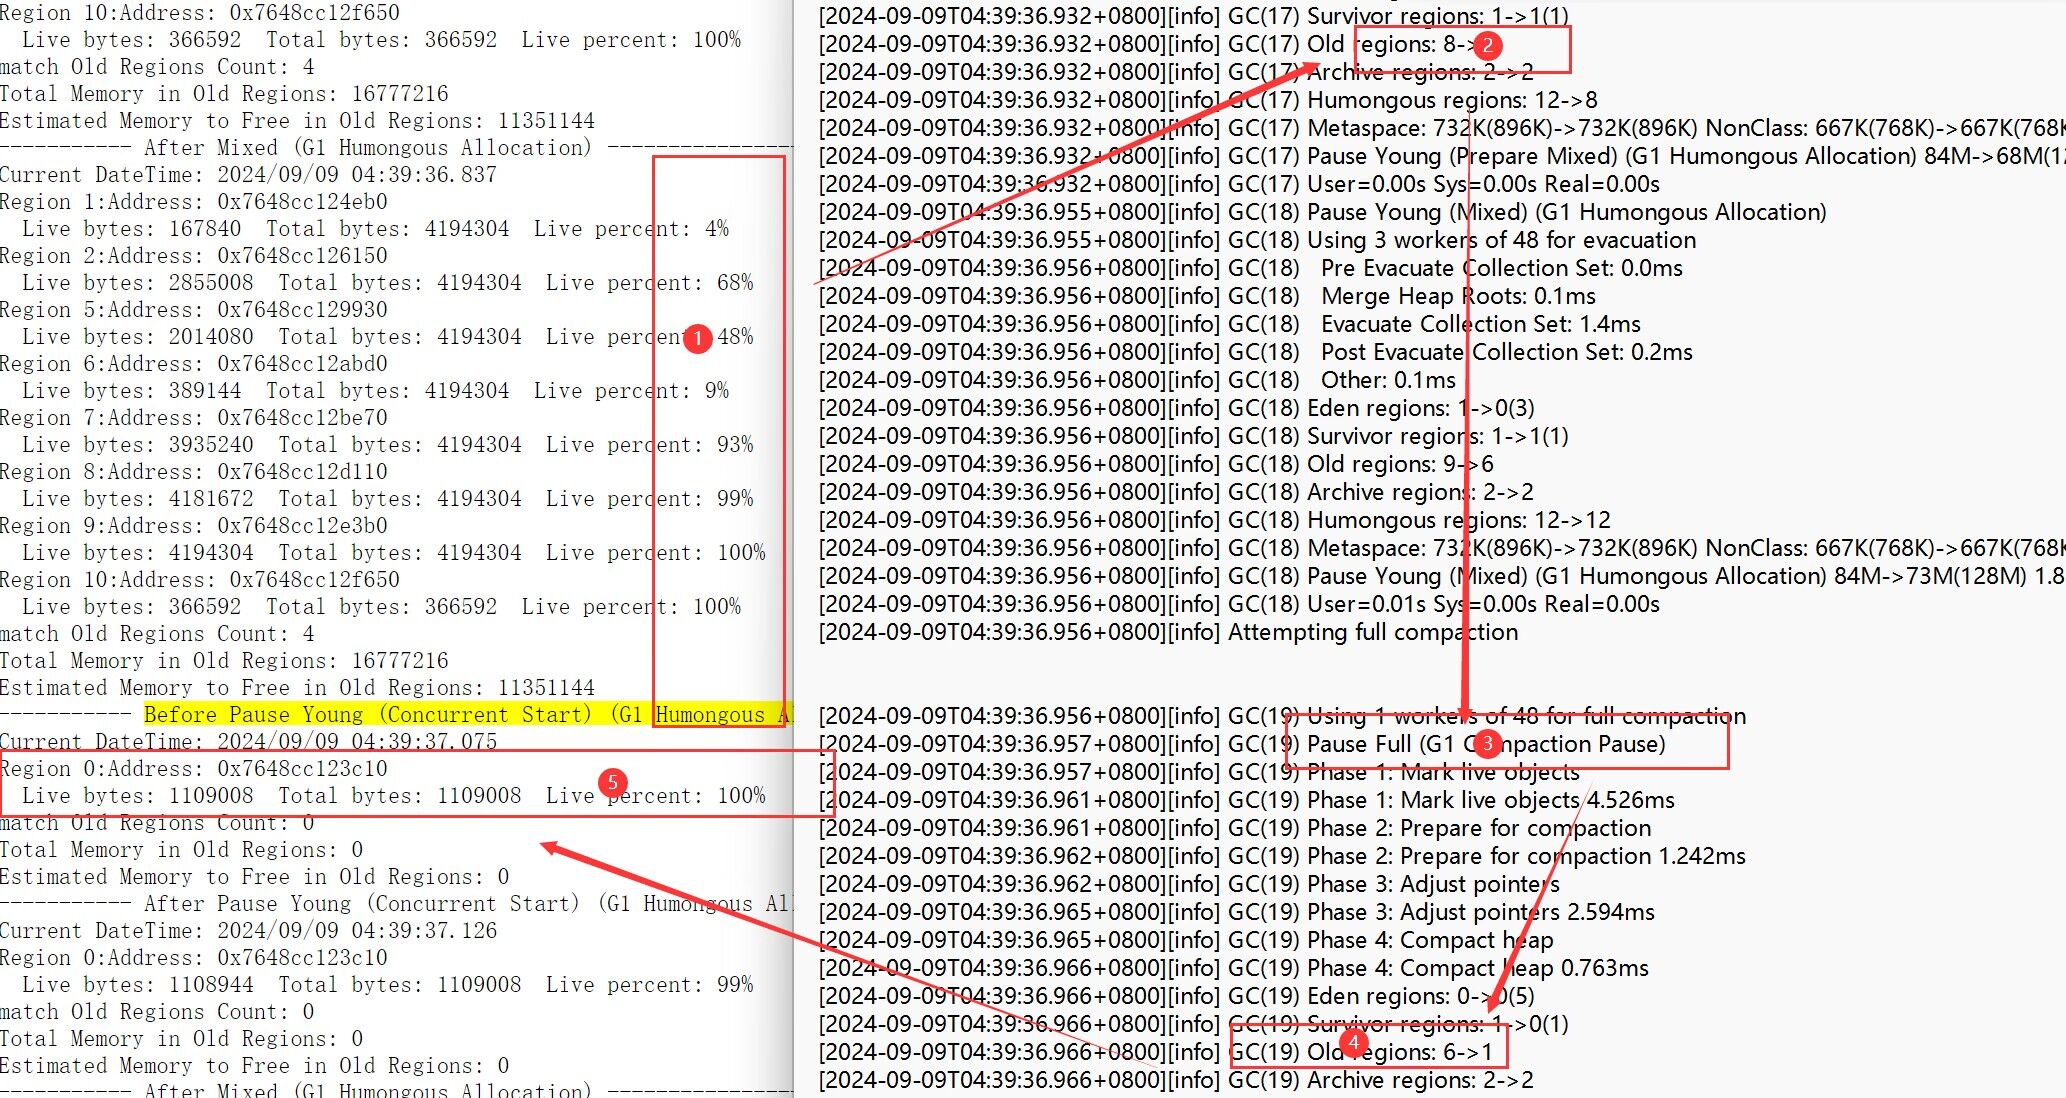 Region 10:Address: 0x7648cc12f650
Live bytes: 366592 Total bytes: 366592 Live percent: 100%
match Old Regions Count: 4
Total Memory in Old Regions: 16777216
Estimated Memory to Free in Old Regions: 11351144
----------- After Mixed (G1 Humongous Allocation) ----------------
Current DateTime: 2024/09/09 04:39:36.837
Region 1:Address: 0x7648cc124eb0
Live bytes: 167840 Total bytes: 4194304 Live percent: 4%
Region 2:Address: 0x7648cc126150
Live bytes: 2855008 Total bytes: 4194304 Live percent: 68%
Region 5:Address: 0x7648cc129930
Live bytes: 2014080 Total bytes: 4194304 Live percent 48%
1
Region 6:Address: 0x7648cc12abd0
Live bytes: 389144 Total bytes: 4194304 Live percent: 9%
Region 7:Address: 0x7648cc12be70
Live bytes: 3935240 Total bytes: 4194304 Live percent: 93%
Region 8:Address: 0x7648cc12d110
Live bytes: 4181672 Total bytes: 4194304 Live percent: 99%
Region 9:Address: 0x7648cc12e3b0
Live bytes: 4194304 Total bytes: 4194304 Live percent: 100%
Region 10:Address: 0x7648cc12f650
Live bytes: 366592 Total bytes: 366592 Live percent: 100%
match Old Regions Count: 4
Total Memory in Old Regions: 16777216
Estimated Memory to Free in Old Regions: 11351144
----------- Before Pause Young (Concurrent Start) (G1 Humongous A
Current DateTime: 2024/09/09 04:39:37.075
Region 0:Address: 0x7648cc123c10
5
Live bytes: 1109008 Total bytes: 1109008 Live percent: 100%
match Old Regions Count: 0
Total Memory in Old Regions: 0
Estimated Memory to Free in Old Regions: 0
----------- After Pause Young (Concurrent Start) (G1 Humongous All
Current DateTime: 2024/09/09 04:39:37.126
Region 0:Address: 0x7648cc123c10
Live bytes: 1108944 Total bytes: 1109008 Live percent: 99%
match Old Regions Count: 0
Total Memory in Old Regions: 0
Estimated Memory to Free in Old Regions: 0
----------- After Mixed (G1 Humongous Allocation) ----------------
[2024-09-09T04:39:36.932+0800][info] GC(17) Survivor regions: 1->1(1)
[2024-09-09T04:39:36.932+0800][info] GC(17) Old regions: 8->
2
[2024-09-09T04:39:36.932+0800][info] GC(17) Archive regions: 2->2
[2024-09-09T04:39:36.932+0800][info] GC(17) Humongous regions: 12->8
[2024-09-09T04:39:36.932+0800][info] GC(17) Metaspace: 732K(896K)->732K(896K) NonClass: 667K(768K)->667K(768K
[2024-09-09T04:39:36.932+0800][info] GC(17) Pause Young (Prepare Mixed) (G1 Humongous Allocation) 84M->68M(12
[2024-09-09T04:39:36.932+0800][info] GC(17) User=0.00s Sys=0.00s Real=0.00s
[2024-09-09T04:39:36.955+0800][info] GC(18) Pause Young (Mixed) (G1 Humongous Allocation)
[2024-09-09T04:39:36.955+0800][info] GC(18) Using 3 workers of 48 for evacuation
[2024-09-09T04:39:36.956+0800][info] GC(18) Pre Evacuate Collection Set: 0.0ms
[2024-09-09T04:39:36.956+0800][info] GC(18) Merge Heap Roots: 0.1ms
[2024-09-09T04:39:36.956+0800][info] GC(18) Evacuate Collection Set: 1.4ms
[2024-09-09T04:39:36.956+0800][info] GC(18) Post Evacuate Collection Set: 0.2ms
[2024-09-09T04:39:36.956+0800][info] GC(18) Other: 0.1ms
[2024-09-09T04:39:36.956+0800][info] GC(18) Eden regions: 1->0(3)
[2024-09-09T04:39:36.956+0800][info] GC(18) Survivor regions: 1->1(1)
[2024-09-09T04:39:36.956+0800][info] GC(18) Old regions: 9->6
[2024-09-09T04:39:36.956+0800][info] GC(18) Archive regions: 2->2
[2024-09-09T04:39:36.956+0800][info] GC(18) Humongous regions: 12->12
[2024-09-09T04:39:36.956+0800][info] GC(18) Metaspace: 732K(896K)->732K(896K) NonClass: 667K(768K)->667K(768K
[2024-09-09T04:39:36.956+0800][info] GC(18) Pause Young (Mixed) (G1 Humongous Allocation) 84M->73M(128M) 1.8
[2024-09-09T04:39:36.956+0800][info] GC(18) User=0.01s Sys=0.00s Real=0.00s
[2024-09-09T04:39:36.956+0800][info] Attempting full compaction
[2024-09-09T04:39:36.956+0800][info] GC(19) Using 1 workers of 48 for full compaction
[2024-09-09T04:39:36.957+0800][info] GC(19) Pause Full (G1 Compaction Pause)
3
[2024-09-09T04:39:36.957+0800][info] GC(19) Phase 1: Mark live objects
[2024-09-09T04:39:36.961+0800][info] GC(19) Phase 1: Mark live objects 4.526ms
[2024-09-09T04:39:36.961+0800][info] GC(19) Phase 2: Prepare for compaction
[2024-09-09T04:39:36.962+0800][info] GC(19) Phase 2: Prepare for compaction 1.242ms
[2024-09-09T04:39:36.962+0800][info] GC(19) Phase 3: Adjust pointers
[2024-09-09T04:39:36.965+0800][info] GC(19) Phase 3: Adjust pointers 2.594ms
[2024-09-09T04:39:36.965+0800][info] GC(19) Phase 4: Compact heap
[2024-09-09T04:39:36.966+0800][info] GC(19) Phase 4: Compact heap 0.763ms
[2024-09-09T04:39:36.966+0800][info] GC(19) Eden regions: 0->0(5)
[2024-09-09T04:39:36.966+0800][info] GC(19) Survivor regions: 1->0(1)
4
[2024-09-09T04:39:36.966+0800][info] GC(19) Old regions: 6->1
[2024-09-09T04:39:36.966+0800][info] GC(19) Archive regions: 2->2